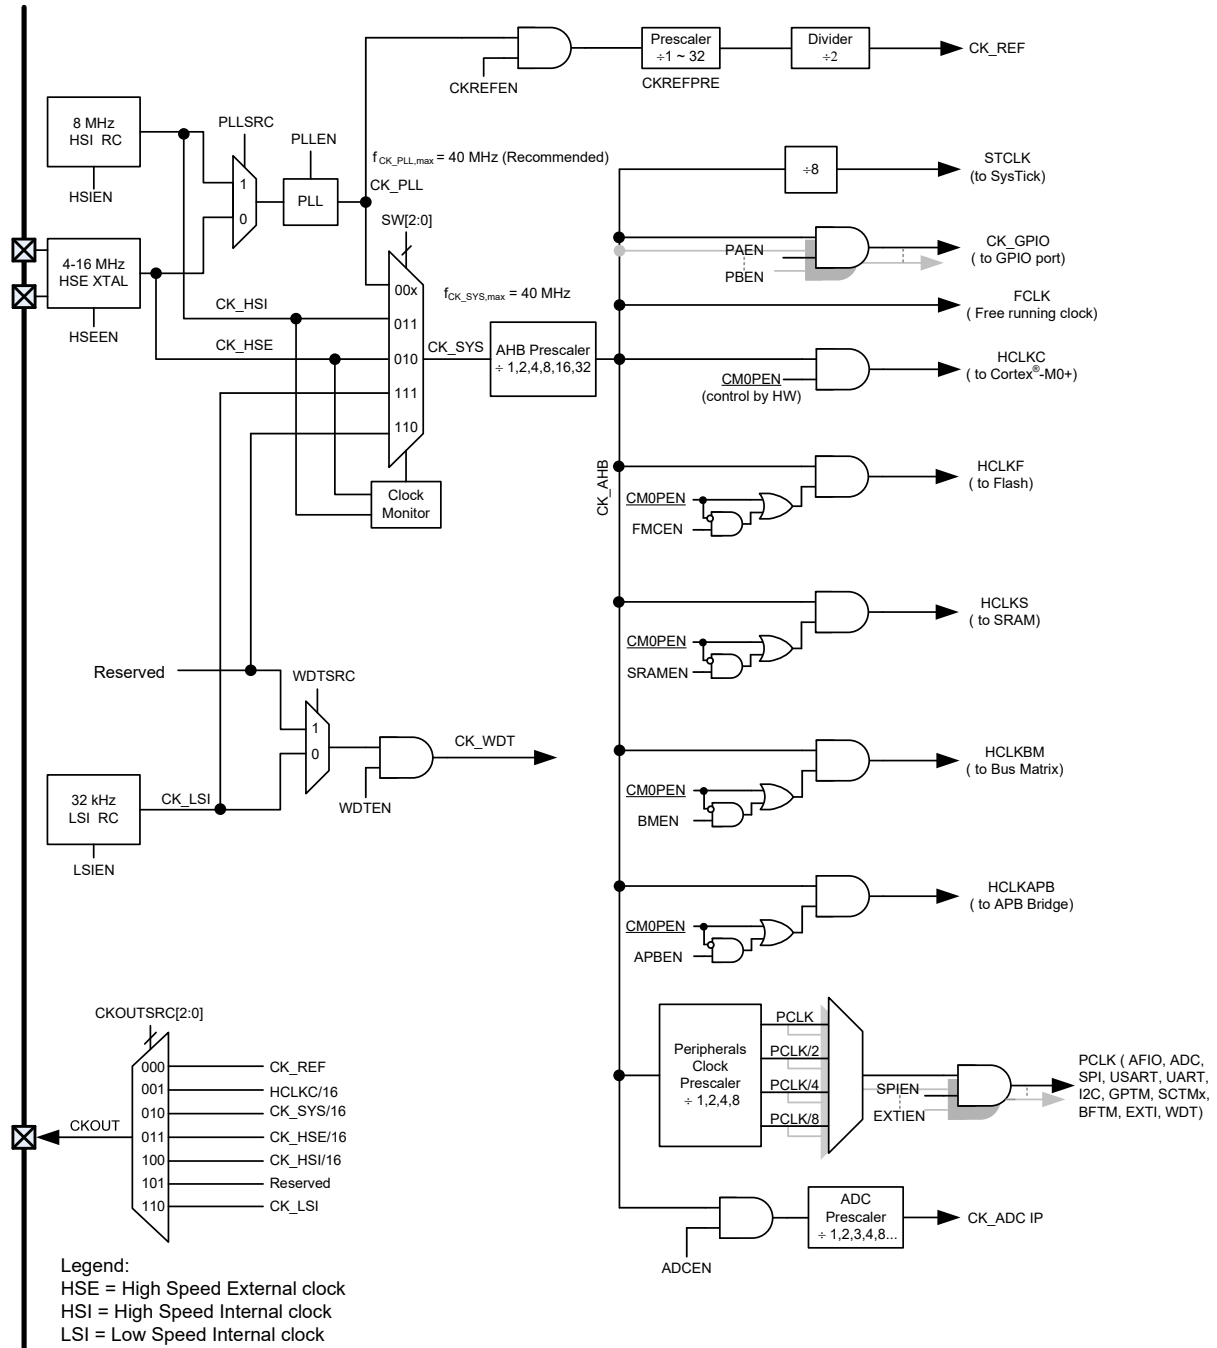 Prescaler
÷1 ~ 32
Divider
÷2
CK_REF
CKREFEN
CKREFPRE
8 MHz
HSI RC
HSIEN
PLLSRC
PLLEN
1
0
PLL
f CK_PLL,max = 40 MHz (Recommended)
CK_PLL
÷8
STCLK
(to SysTick)
SW[2:0]
4-16 MHz
HSE XTAL
HSEEN
PAEN
PBEN
CK_GPIO
( to GPIO port)
CK_HSI
CK_HSE
00x
011
010
111
110
fCK_SYS,max = 40 MHz
CK_SYS
AHB Prescaler
÷ 1,2,4,8,16,32
FCLK
( Free running clock)
CM0PEN
(control by HW)
HCLKC
( to Cortex®-M0+)
Clock
Monitor
CK_AHB
CM0PEN
FMCEN
HCLKF
( to Flash)
CM0PEN
SRAMEN
HCLKS
( to SRAM)
Reserved
WDTSRC
1
0
CK_WDT
WDTEN
CM0PEN
BMEN
HCLKBM
( to Bus Matrix)
32 kHz
LSI RC
CK_LSI
LSIEN
CM0PEN
APBEN
HCLKAPB
( to APB Bridge)
CKOUTSRC[2:0]
000
CK_REF
001
HCLKC/16
010
CK_SYS/16
CKOUT
011
CK_HSE/16
100
CK_HSI/16
101
Reserved
110
CK_LSI
Peripherals
Clock
Prescaler
÷ 1,2,4,8
PCLK
PCLK/2
PCLK/4
PCLK/8
SPIEN
EXTIEN
PCLK ( AFIO, ADC,
SPI, USART, UART,
I2C, GPTM, SCTMx,
BFTM, EXTI, WDT)
ADCEN
ADC
Prescaler
÷ 1,2,3,4,8...
CK_ADC IP
Legend:
HSE = High Speed External clock
HSI = High Speed Internal clock
LSI = Low Speed Internal clock